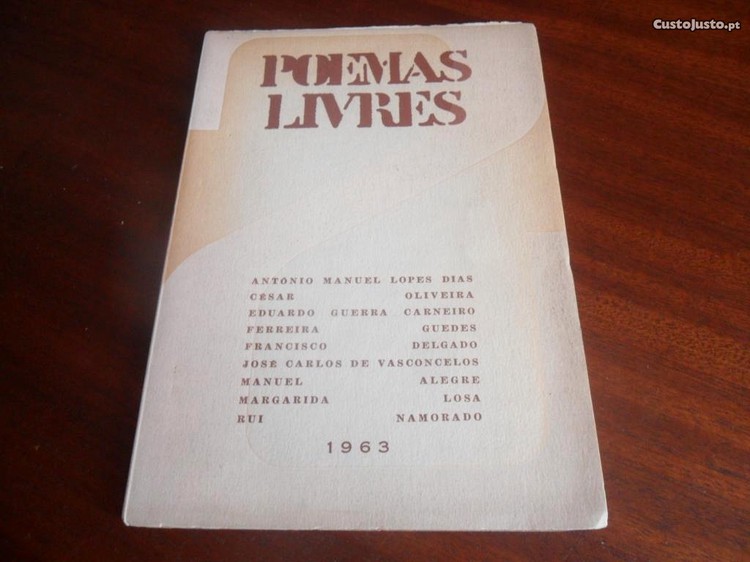 CustoJusto.pt
POEMAS
LIVRES
ANTÓNIO MANUEL LOPES DIAS
CÉSAR OLIVEIRA
EDUARDO GUERRA CARNEIRO
FERREIRA GUEDES
FRANCISCO DELGADO
JOSÉ CARLOS DE VASCONCELOS
MANUEL ALEGRE
MARGARIDA LOSA
RUI NAMORADO
1963